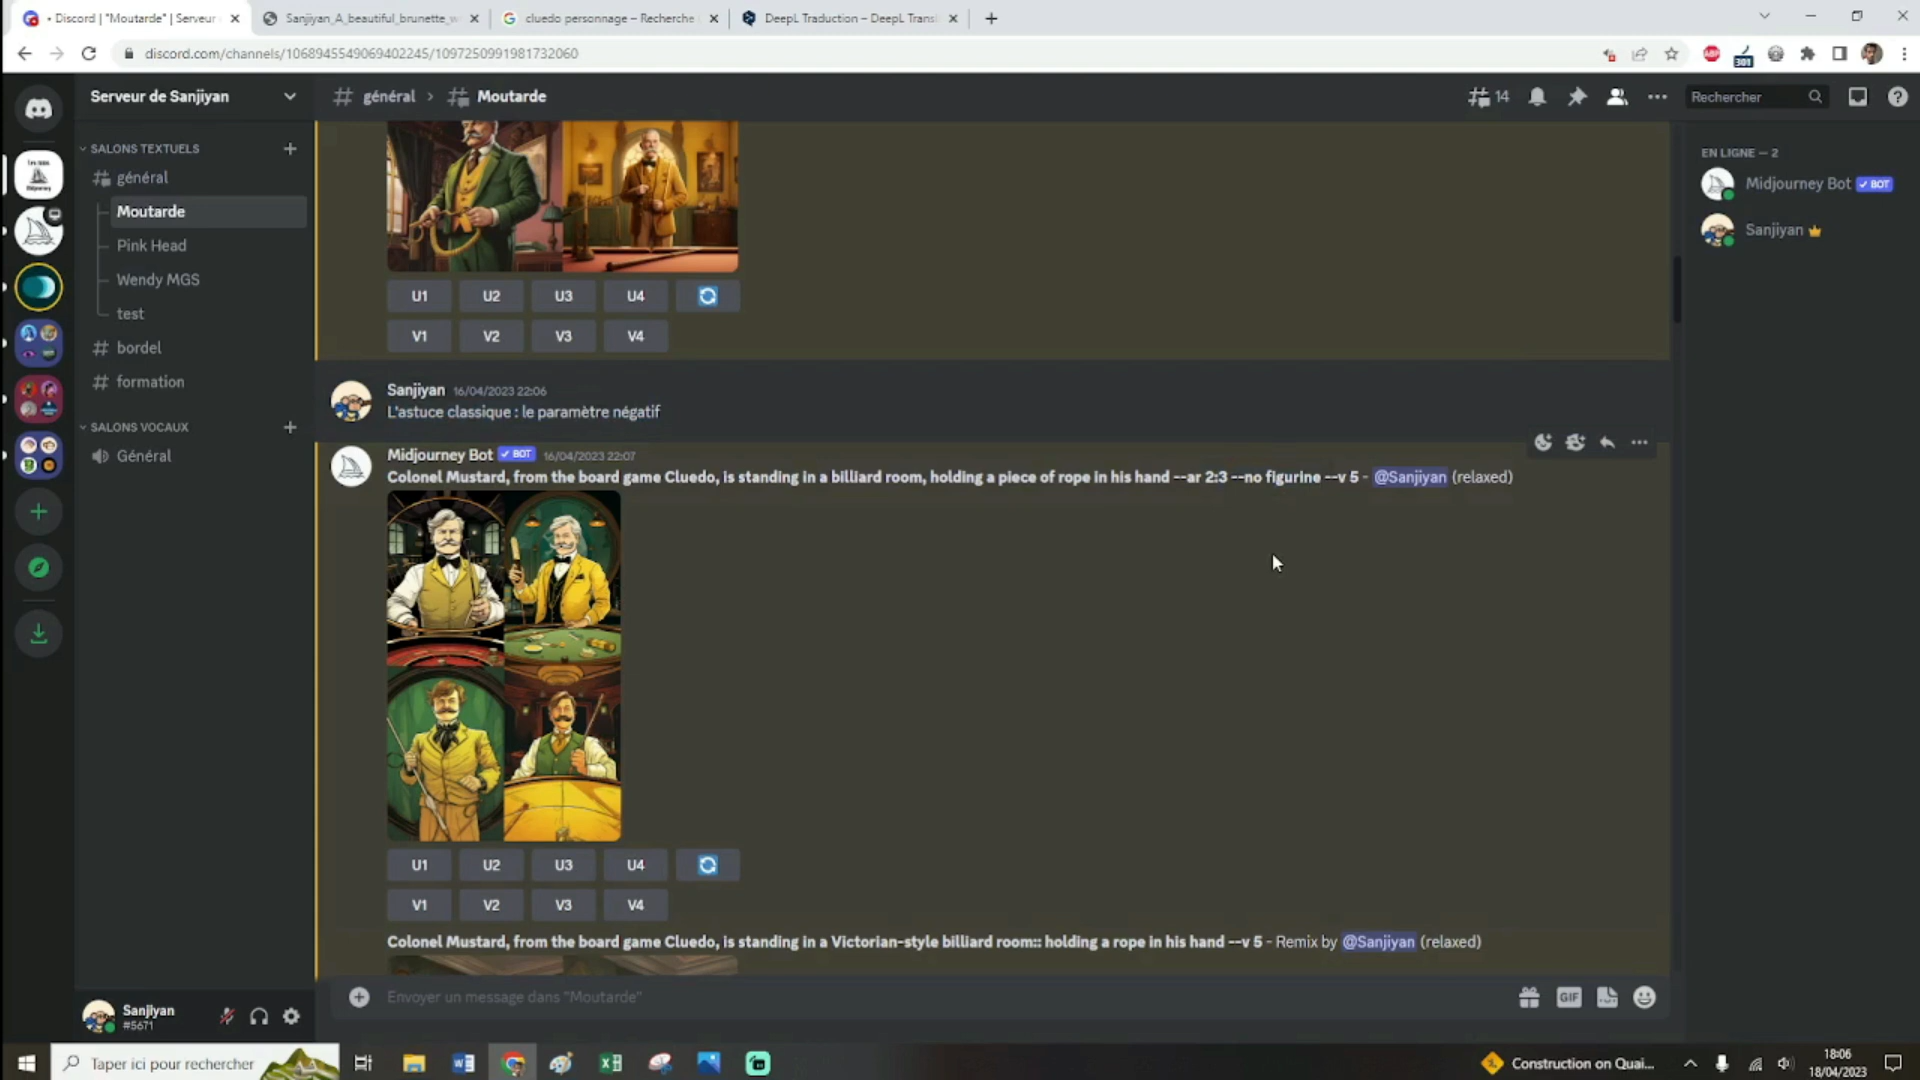 • Discord | "Moutarde" | Serveur
Sanjiyan_A_beautiful_brunette_w
cluedo personnage – Recherche
DeepL Traduction – DeepL Transl
discord.com/channels/1068945549069402245/1097250991981732060
ABP
301
Serveur de Sanjiyan
général
Moutarde
14
Rechercher
SALONS TEXTUELS
général
Moutarde
Pink Head
Wendy MGS
test
bordel
formation
SALONS VOCAUX
Général
U1 U2 U3 U4
V1 V2 V3 V4
Sanjiyan 16/04/2023 22:06
L'astuce classique : le paramètre négatif
Midjourney Bot ✓ BOT 16/04/2023 22:07
Colonel Mustard, from the board game Cluedo, is standing in a billiard room, holding a piece of rope in his hand --ar 2:3 --no figurine --v 5 - @Sanjiyan (relaxed)
U1 U2 U3 U4
V1 V2 V3 V4
Colonel Mustard, from the board game Cluedo, is standing in a Victorian-style billiard room:: holding a rope in his hand --v 5 - Remix by @Sanjiyan (relaxed)
Envoyer un message dans "Moutarde"
GIF
EN LIGNE — 2
Midjourney Bot ✓ BOT
Sanjiyan
Sanjiyan
#5671
Taper ici pour rechercher
Construction on Quai...
18:06
18/04/2023